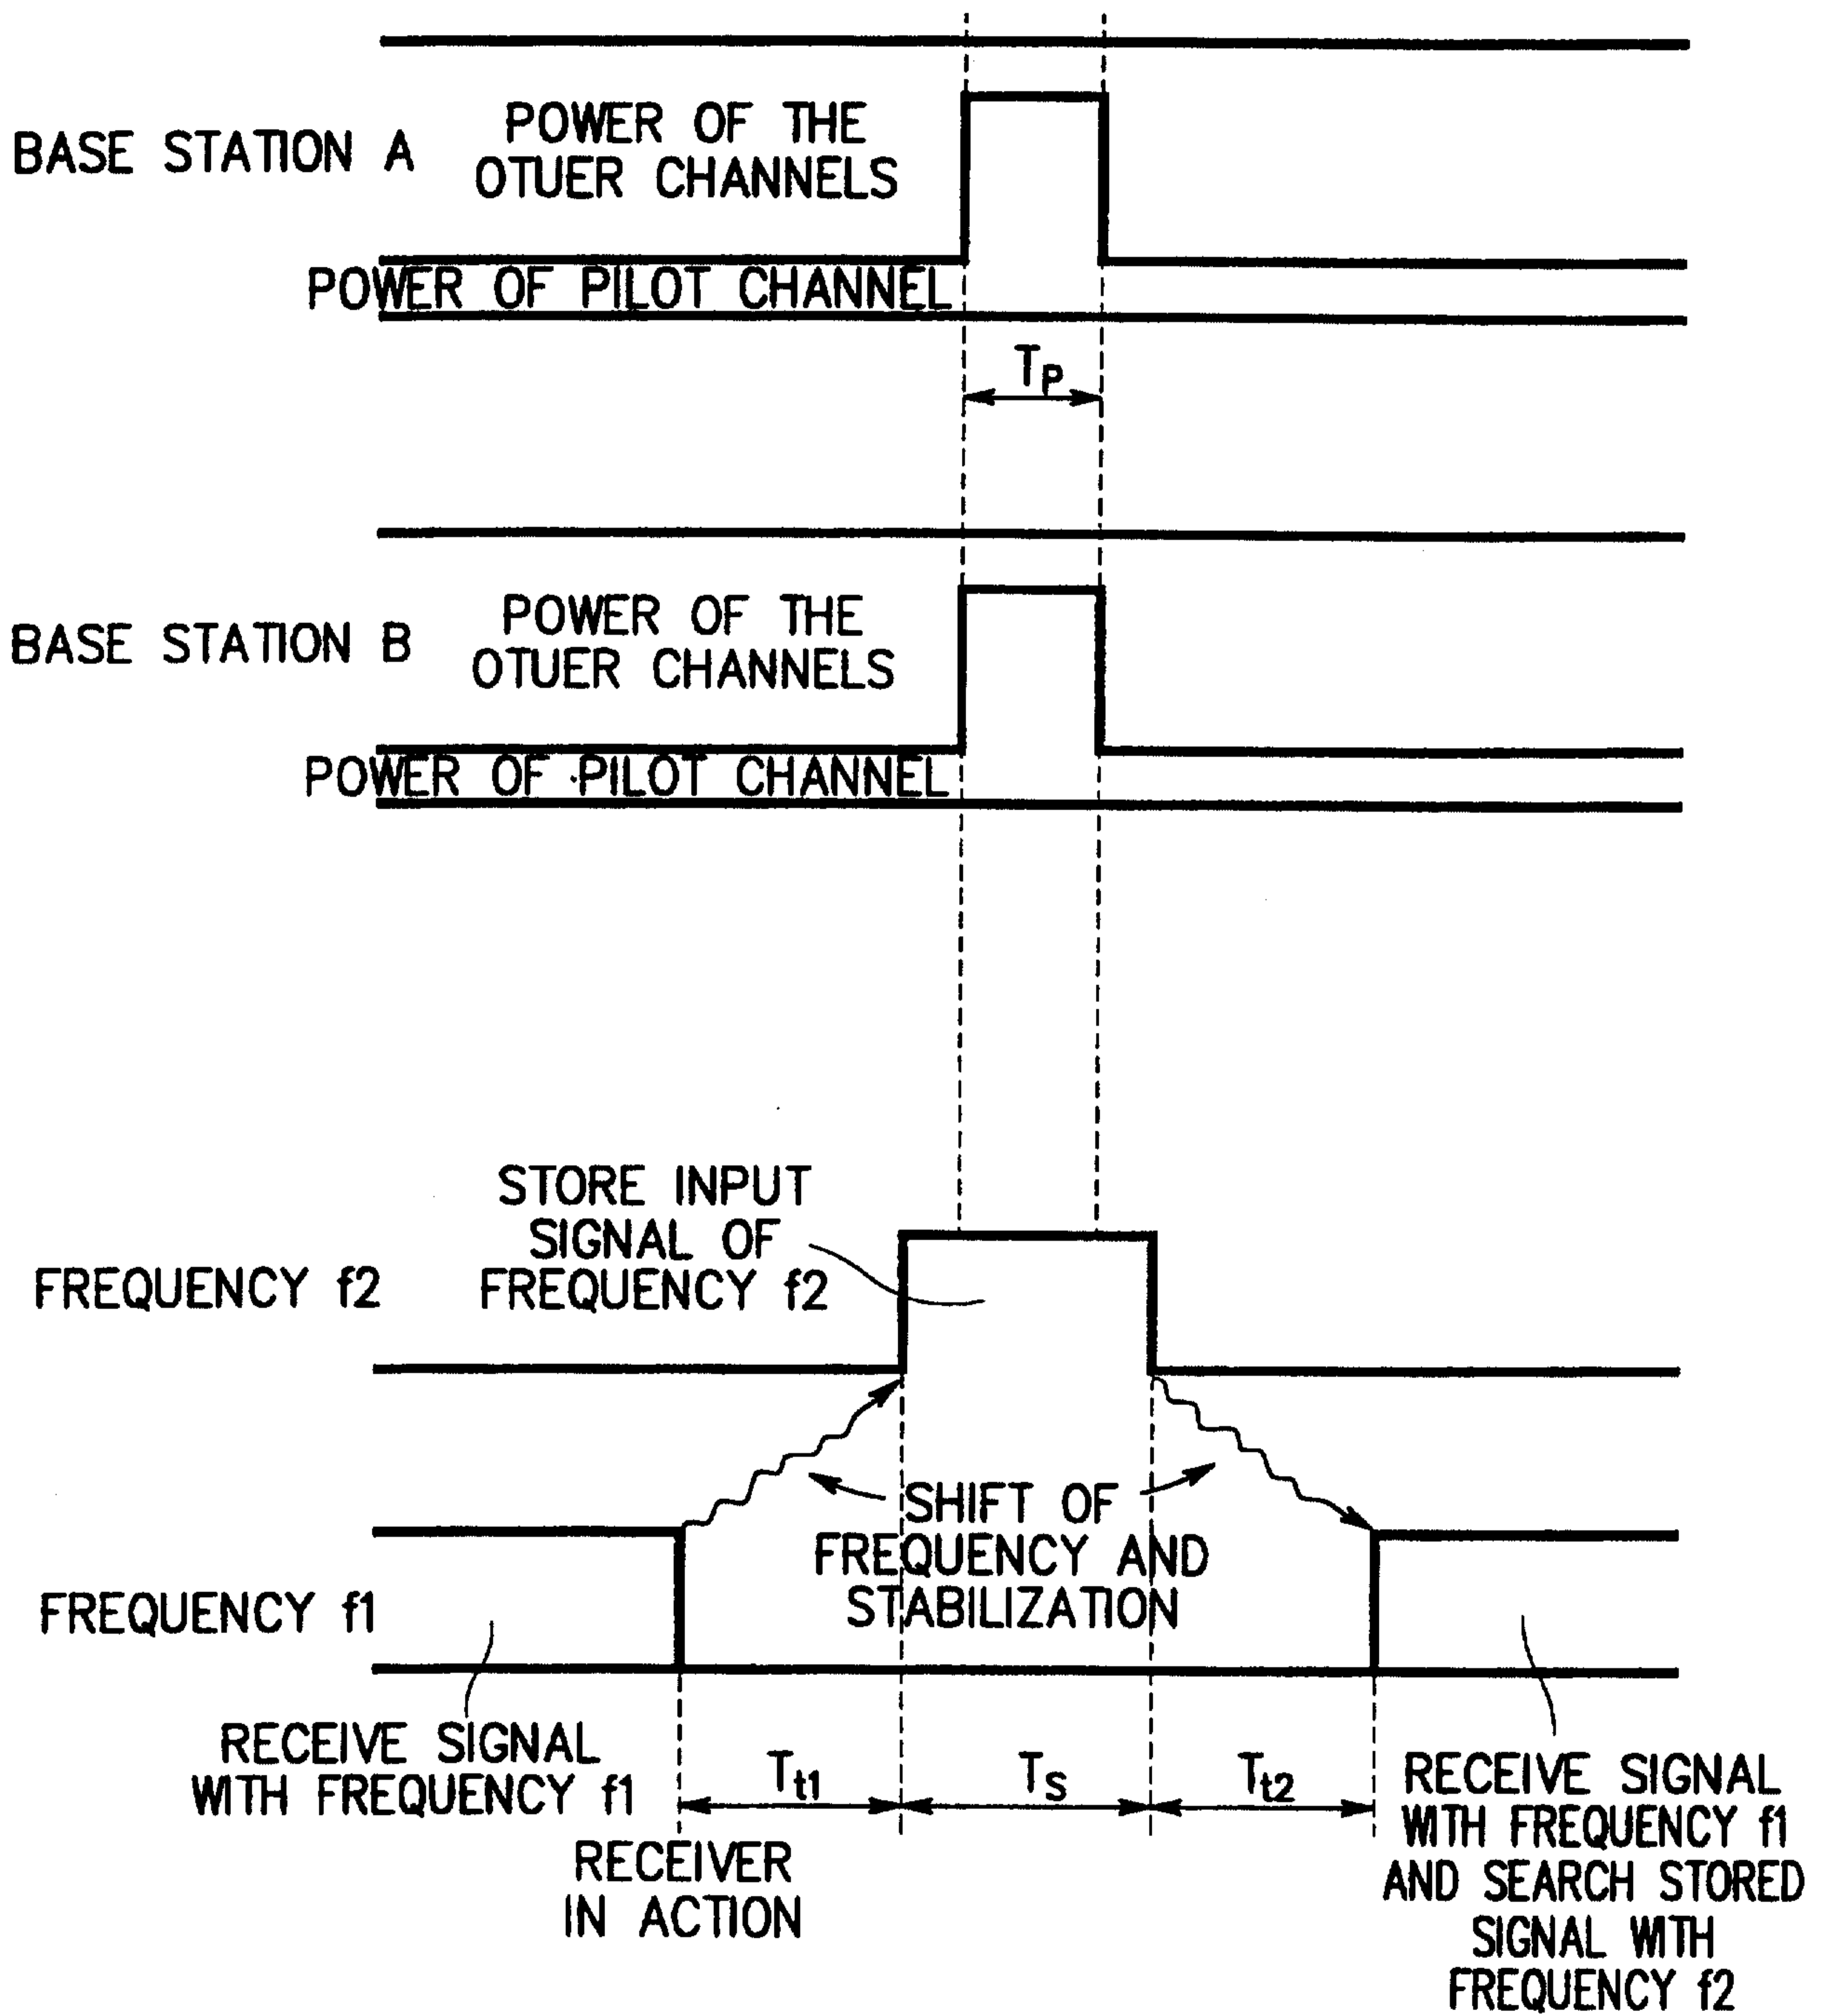 BASE STATION A
POWER OF THE
OTUER CHANNELS
POWER OF PILOT CHANNEL
Tp
BASE STATION B
POWER OF THE
OTUER CHANNELS
POWER OF PILOT CHANNEL
STORE INPUT
SIGNAL OF
FREQUENCY f2
FREQUENCY f2
SHIFT OF
FREQUENCY AND
STABILIZATION
FREQUENCY f1
RECEIVE SIGNAL
WITH FREQUENCY f1
Tt1
TS
Tt2
RECEIVER
IN ACTION
RECEIVE SIGNAL
WITH FREQUENCY f1
AND SEARCH STORED
SIGNAL WITH
FREQUENCY f2